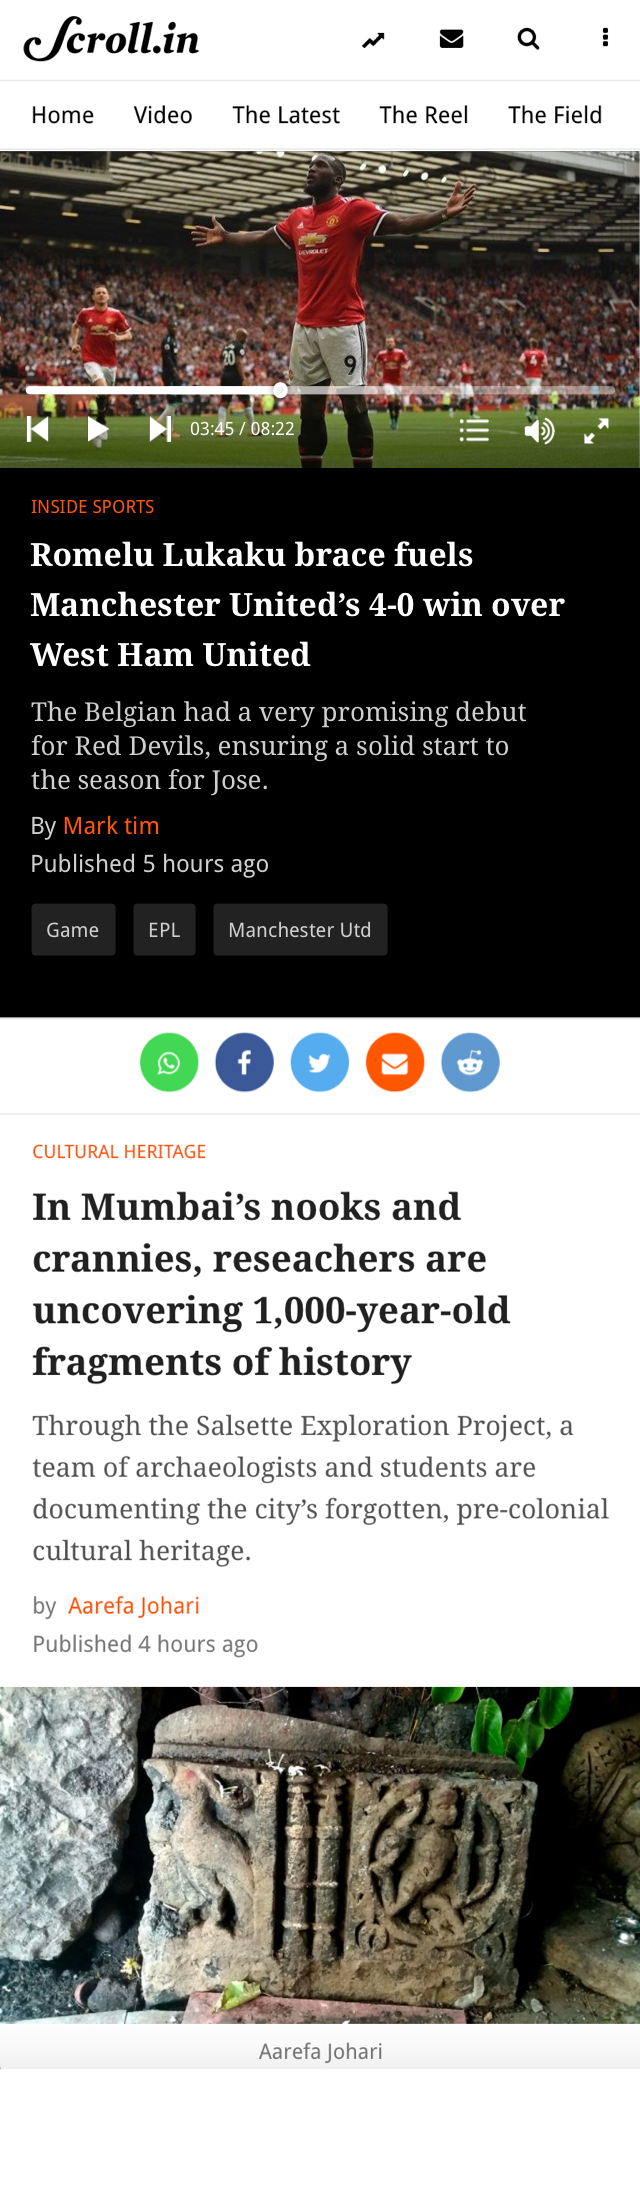 Scroll.in
Home Video The Latest The Reel The Field
CHEVROLET
20
9
03:45 / 08:22
INSIDE SPORTS
Romelu Lukaku brace fuels
Manchester United’s 4-0 win over
West Ham United
The Belgian had a very promising debut
for Red Devils, ensuring a solid start to
the season for Jose.
By Mark tim
Published 5 hours ago
Game EPL Manchester Utd
CULTURAL HERITAGE
In Mumbai’s nooks and
crannies, reseachers are
uncovering 1,000-year-old
fragments of history
Through the Salsette Exploration Project, a
team of archaeologists and students are
documenting the city’s forgotten, pre-colonial
cultural heritage.
by Aarefa Johari
Published 4 hours ago
Aarefa Johari